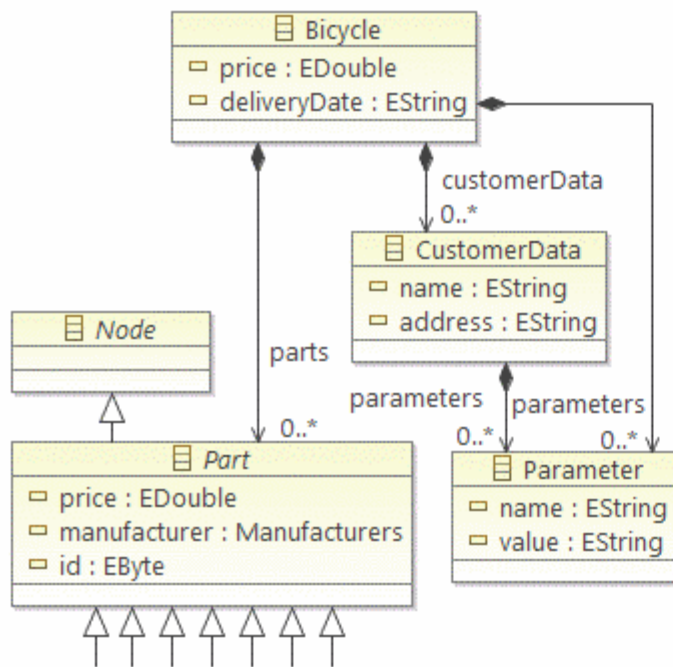 Bicycle
price : EDouble
deliveryDate : EString
customerData
0..*
CustomerData
name : EString
address : EString
Node
parts
0..*
parameters
parameters
0..*
0..*
Part
price : EDouble
manufacturer : Manufacturers
id : EByte
Parameter
name : EString
value : EString